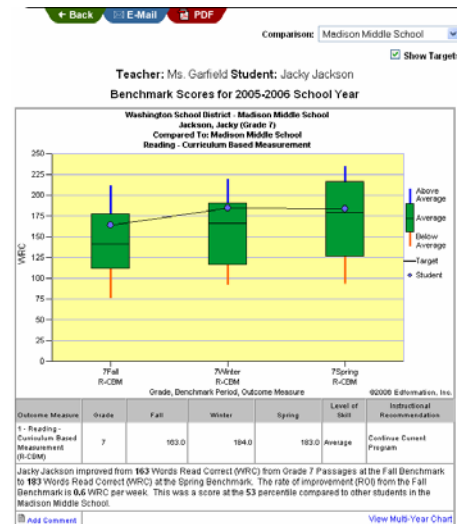 Back E-Mail PDF
Comparison: Madison Middle School
Show Targets
Teacher: Ms. Garfield Student: Jacky Jackson
Benchmark Scores for 2005-2006 School Year
Washington School District - Madison Middle School
Jackson, Jacky (Grade 7)
Compared To: Madison Middle School
Reading - Curriculum Based Measurement
250
225
200
175
150
125
100
75
50
25
0
WRC
Above Average
Average
Below Average
Target
Student
7Fall 7Winter 7Spring
R-CBM R-CBM R-CBM
Grade, Benchmark Period, Outcome Measure
©2006 Edformation, Inc.
Outcome Measure Grade Fall Winter Spring Level of Skill Instructional Recommendation
1 - Reading - Curriculum Based Measurement (R-CBM) 7 163.0 184.0 183.0 Average Continue Current Program
Jacky Jackson improved from 163 Words Read Correct (WRC) from Grade 7 Passages at the Fall Benchmark
to 183 Words Read Correct (WRC) at the Spring Benchmark. The rate of improvement (ROI) from the Fall
Benchmark is 0.6 WRC per week. This was a score at the 53 percentile compared to other students in the
Madison Middle School.
Add Comment View Multi-Year Chart